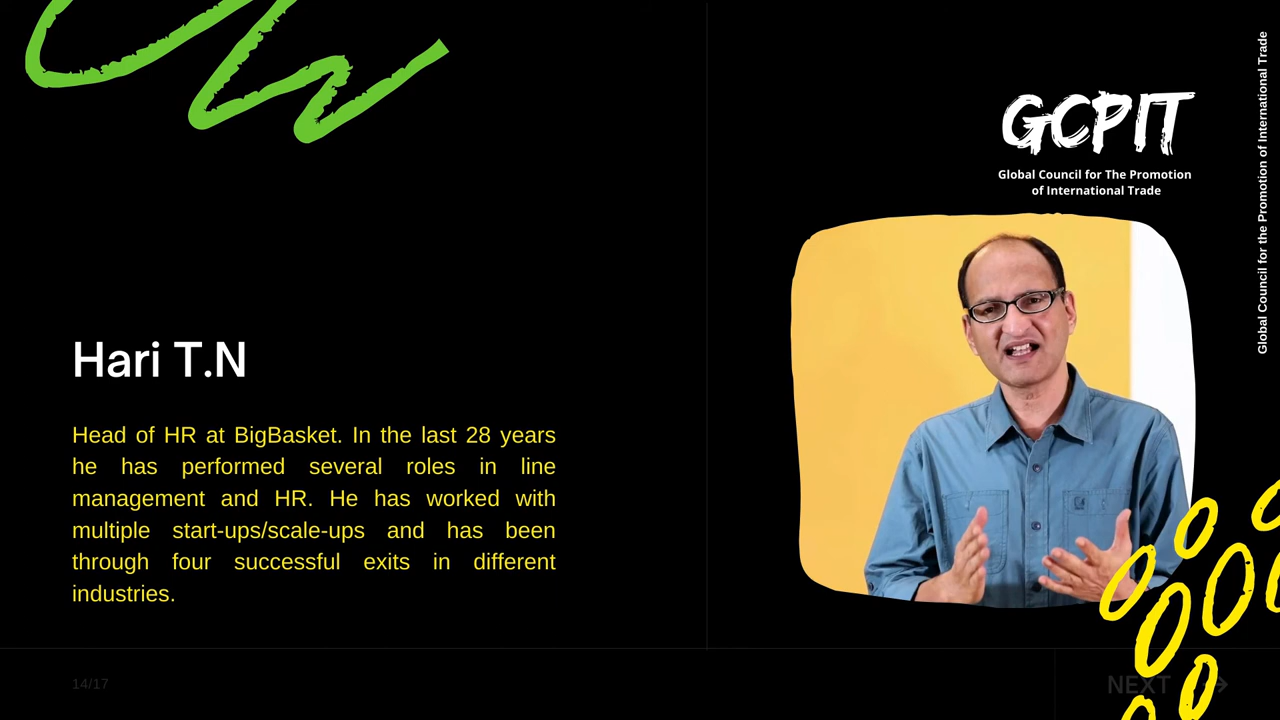 GCPIT
Global Council for The Promotion
of International Trade
Global Council for the Promotion of International Trade
Hari T.N
Head of HR at BigBasket. In the last 28 years
he has performed several roles in line
management and HR. He has worked with
multiple start-ups/scale-ups and has been
through four successful exits in different
industries.
14/17
NEXT